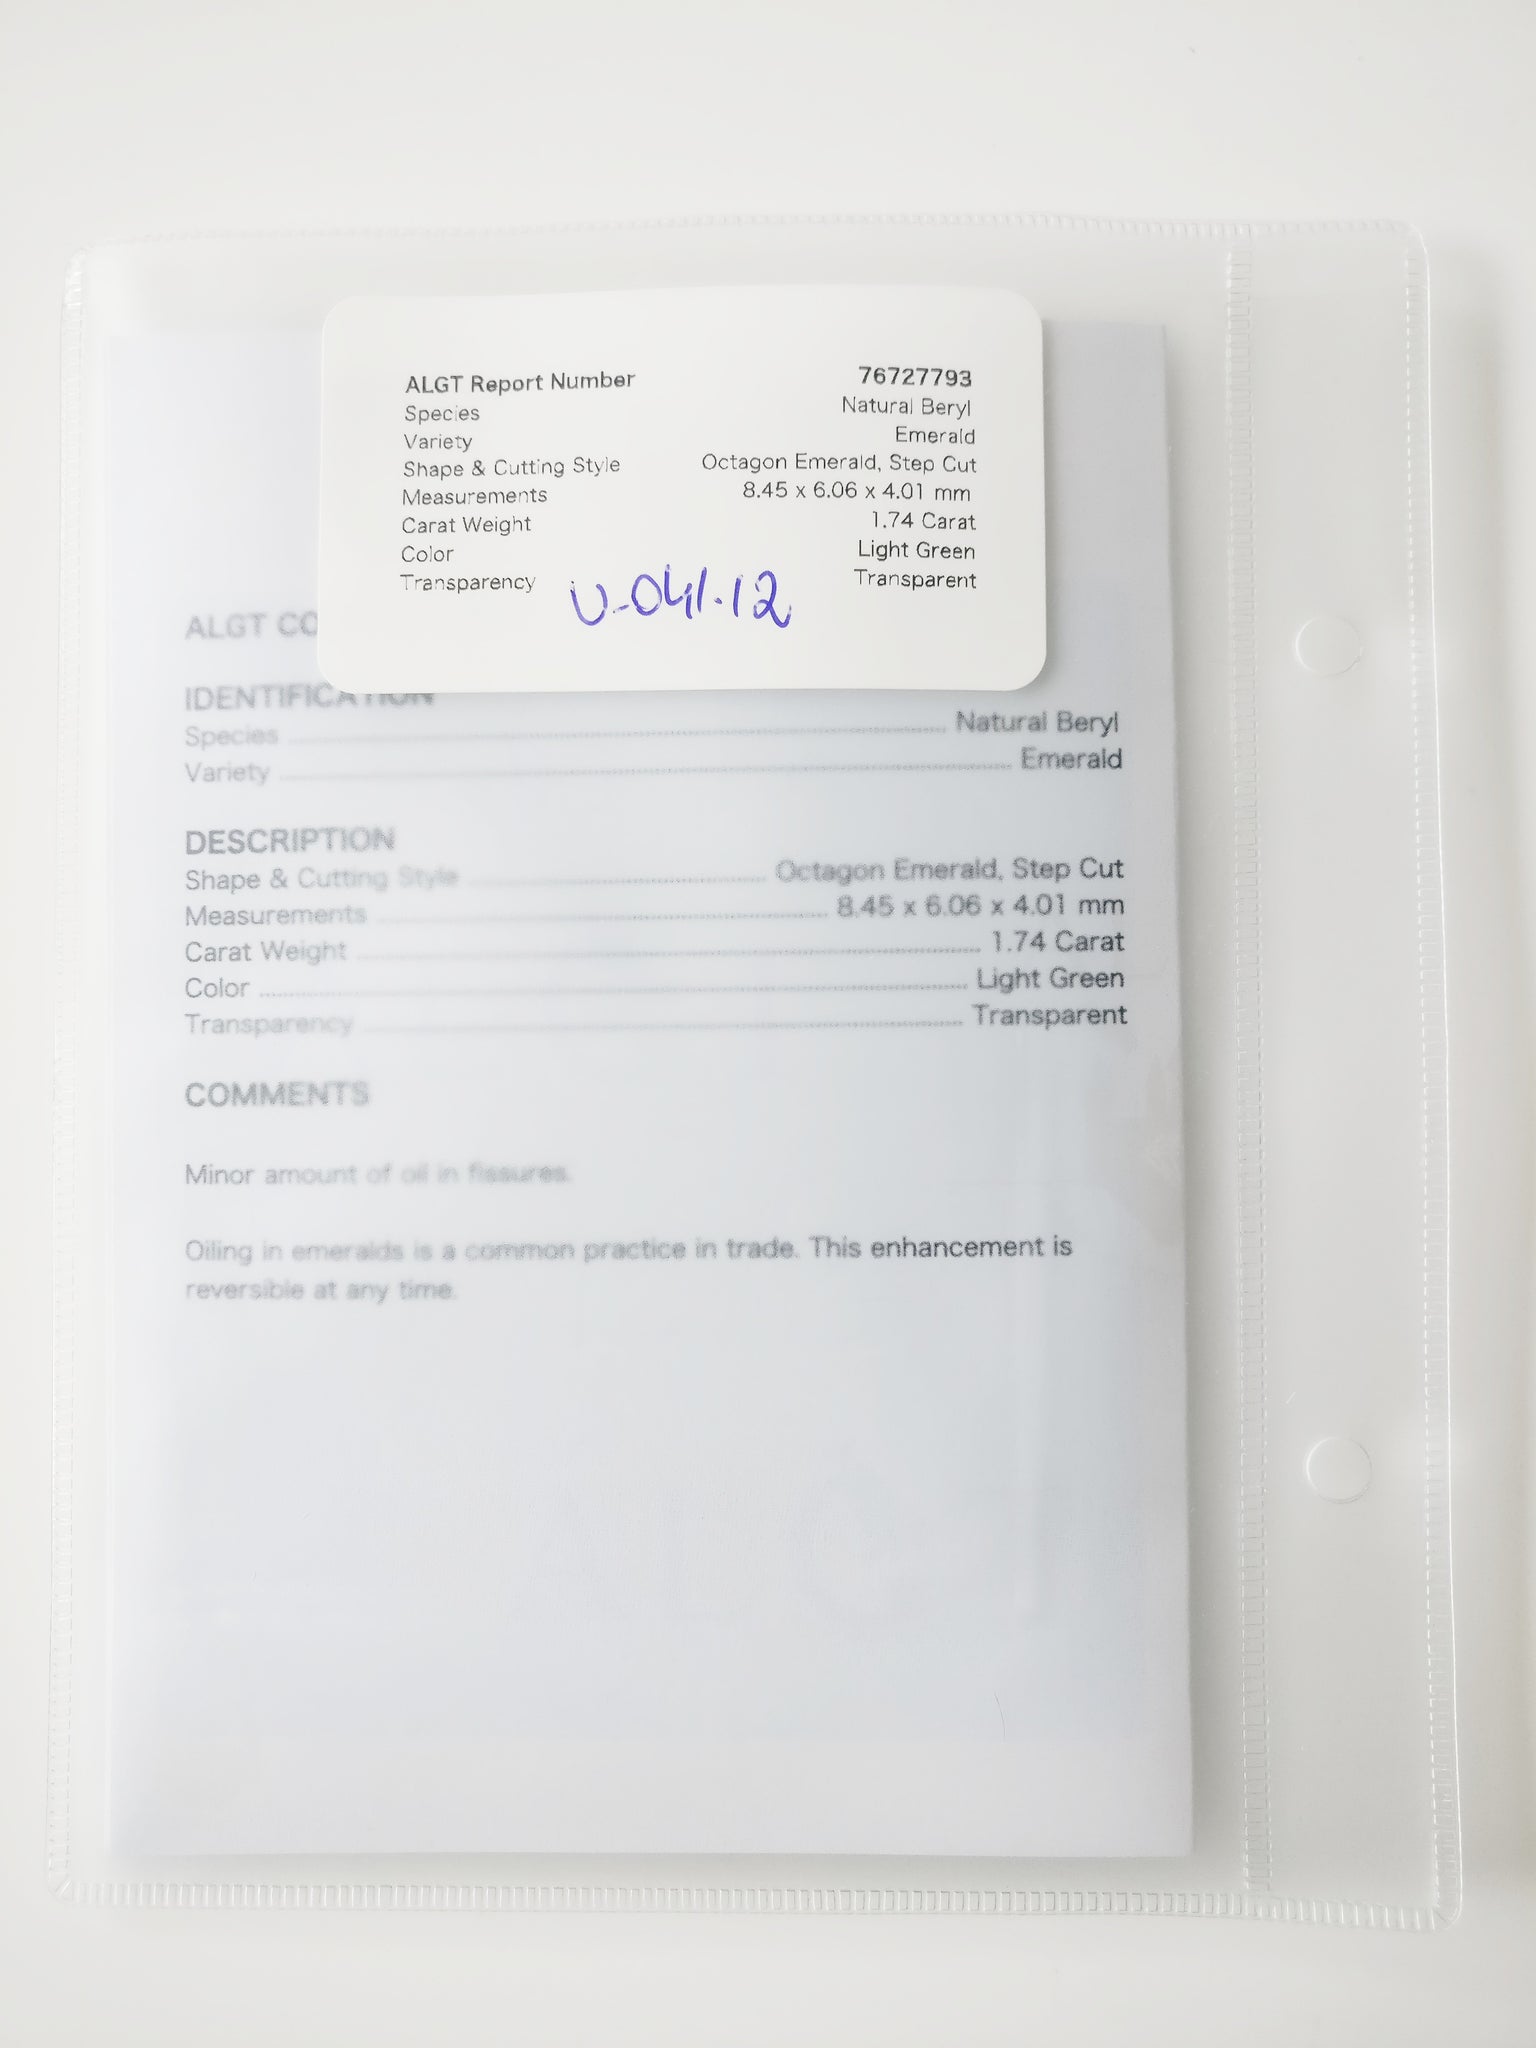 ALGT Report Number 76727793
Species Natural Beryl
Variety Emerald
Shape & Cutting Style Octagon Emerald, Step Cut
Measurements 8.45 x 6.06 x 4.01 mm
Carat Weight 1.74 Carat
Color Light Green
Transparency Transparent
U-041.12
ALGT CO
IDENTIFICATION
Species Natural Beryl
Variety Emerald
DESCRIPTION
Shape & Cutting Style Octagon Emerald, Step Cut
Measurements 8.45 x 6.06 x 4.01 mm
Carat Weight 1.74 Carat
Color Light Green
Transparency Transparent
COMMENTS
Minor amount of oil in fissures.
Oiling in emeralds is a common practice in trade. This enhancement is
reversible at any time.